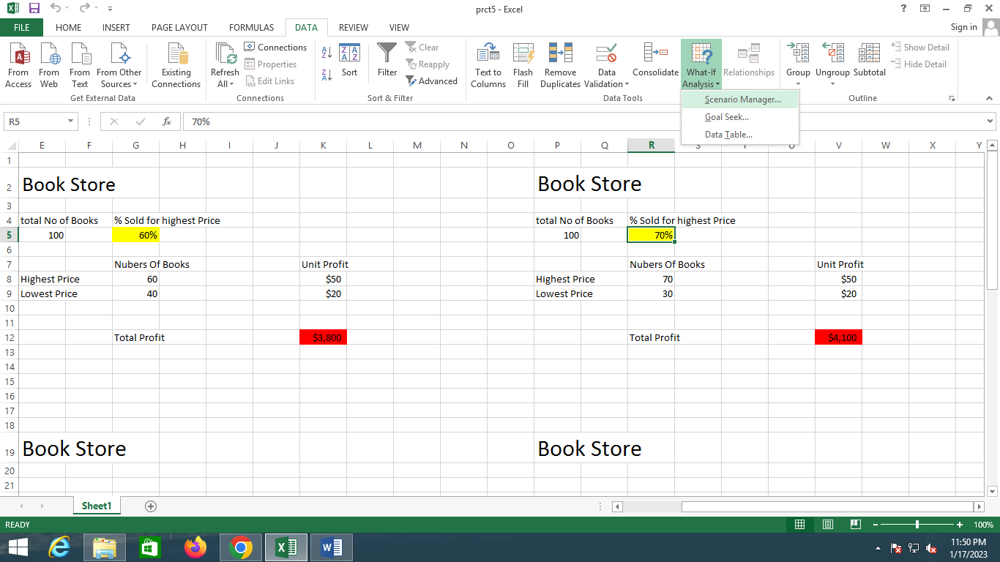 prct5 - Excel
FILE HOME INSERT PAGE LAYOUT FORMULAS DATA REVIEW VIEW Sign in
From Access
From Web
From Text
From Other Sources
Existing Connections
Get External Data
Refresh All
Connections
Properties
Edit Links
Connections
Sort
Filter
Clear
Reapply
Advanced
Sort & Filter
Text to Columns
Flash Fill
Remove Duplicates
Data Validation
Consolidate
What-If Analysis
Relationships
Data Tools
Group
Ungroup
Subtotal
Show Detail
Hide Detail
Outline
Scenario Manager...
Goal Seek...
Data Table...
R5 fx 70%
E F G H I J K L M N O P Q R S T U V W X Y
1
2 Book Store Book Store
3
4 total No of Books % Sold for highest Price total No of Books % Sold for highest Price
5 100 60% 100 70%
6
7 Nubers Of Books Unit Profit Nubers Of Books Unit Profit
8 Highest Price 60 $50 Highest Price 70 $50
9 Lowest Price 40 $20 Lowest Price 30 $20
10
11
12 Total Profit $3,800 Total Profit $4,100
13
14
15
16
17
18
19 Book Store Book Store
20
21
Sheet1
READY 100%
11:50 PM
1/17/2023